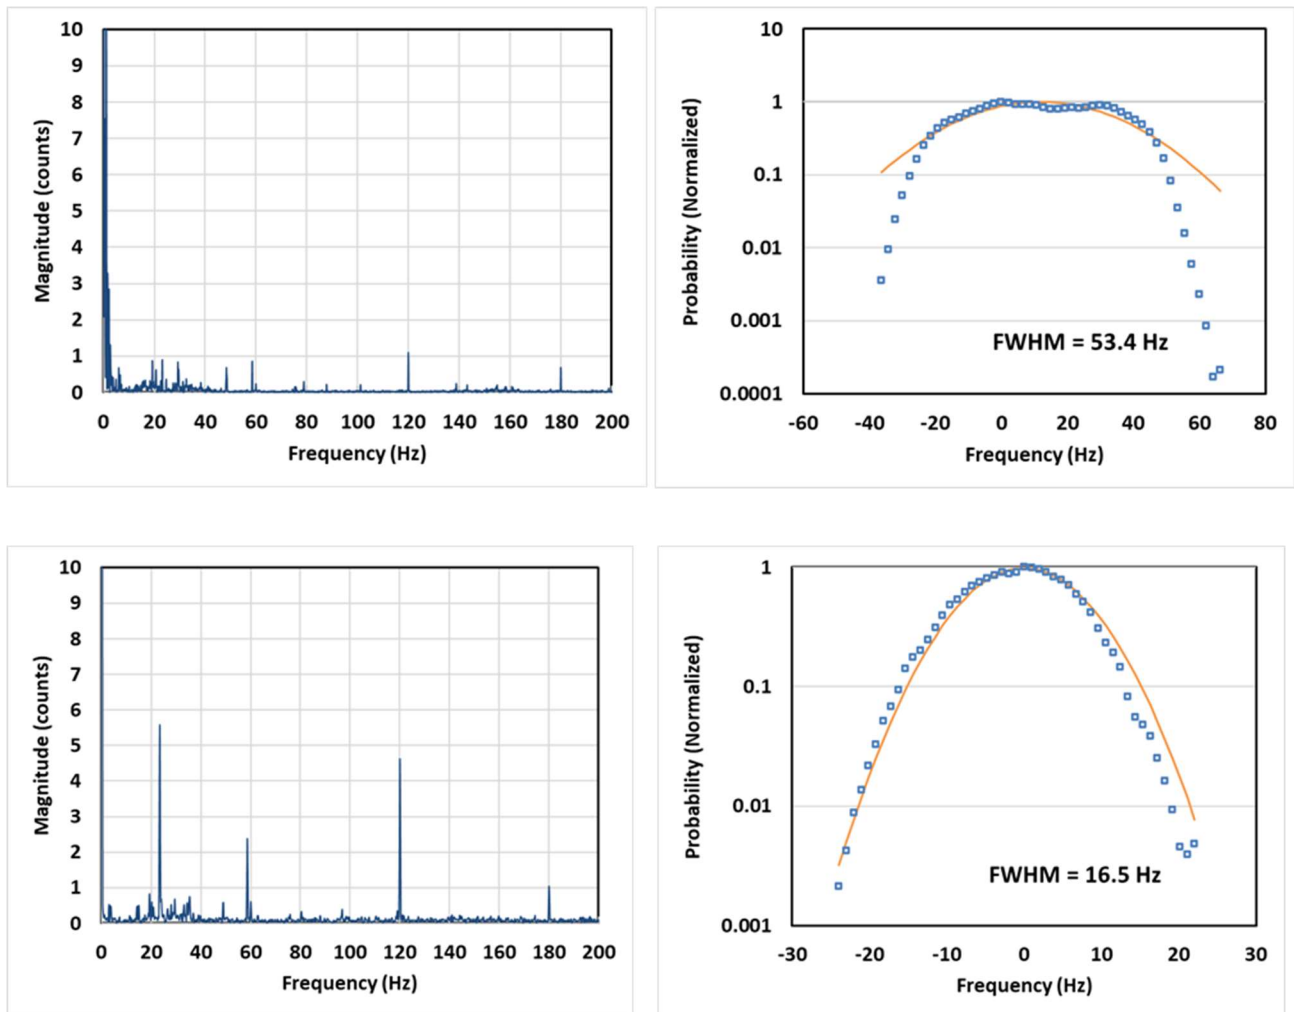 10
9
8
7
6
5
4
3
2
1
0
Magnitude (counts)
0 20 40 60 80 100 120 140 160 180 200
Frequency (Hz)
10
1
0.1
0.01
0.001
0.0001
Probability (Normalized)
FWHM = 53.4 Hz
-60 -40 -20 0 20 40 60 80
Frequency (Hz)
10
9
8
7
6
5
4
3
2
1
0
Magnitude (counts)
0 20 40 60 80 100 120 140 160 180 200
Frequency (Hz)
1
0.1
0.01
0.001
Probability (Normalized)
FWHM = 16.5 Hz
-30 -20 -10 0 10 20 30
Frequency (Hz)